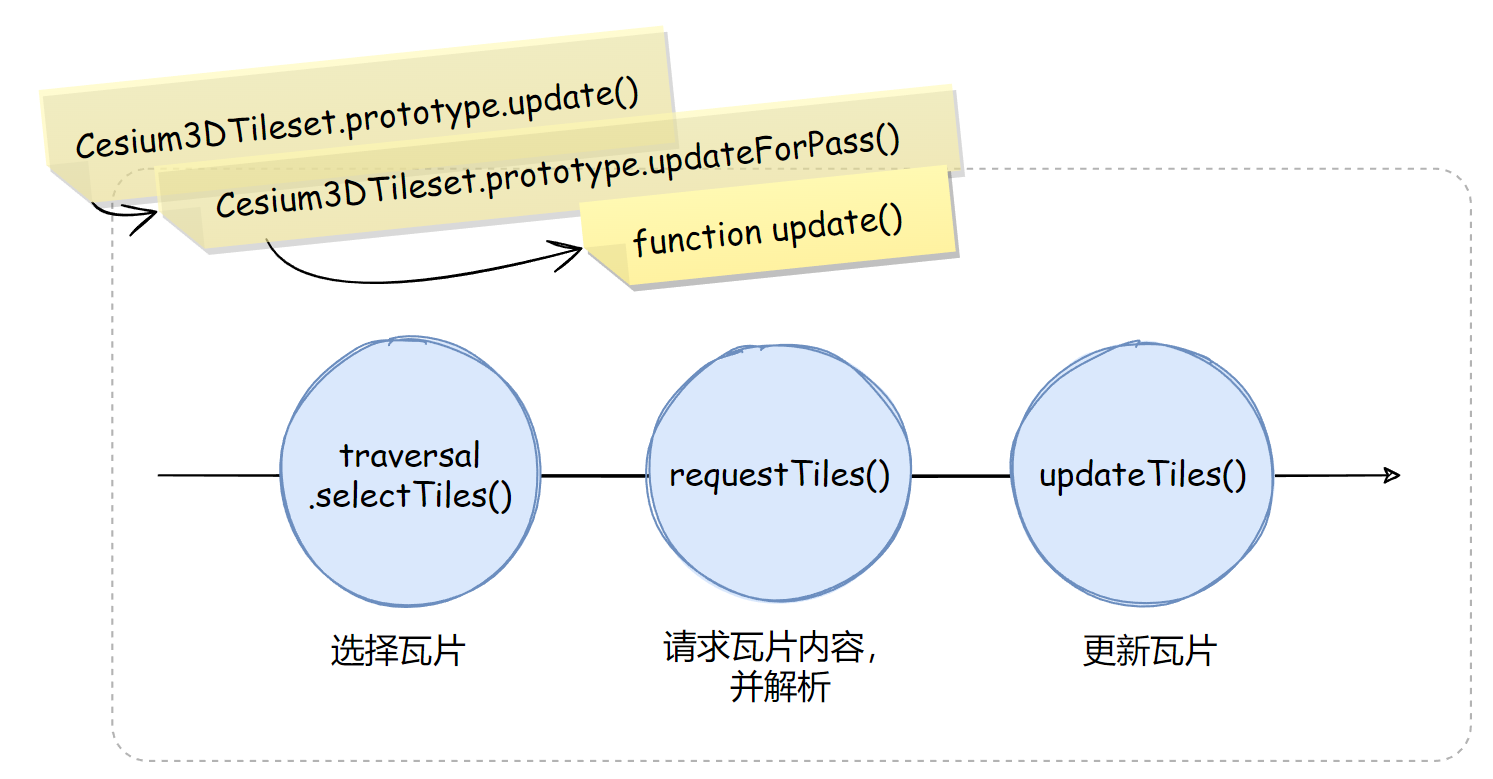 Cesium3DTileset.prototype.update()
Cesium3DTileset.prototype.updateForPass()
function update()
traversal
.selectTiles()
requestTiles()
updateTiles()
选择瓦片
请求瓦片内容，
并解析
更新瓦片